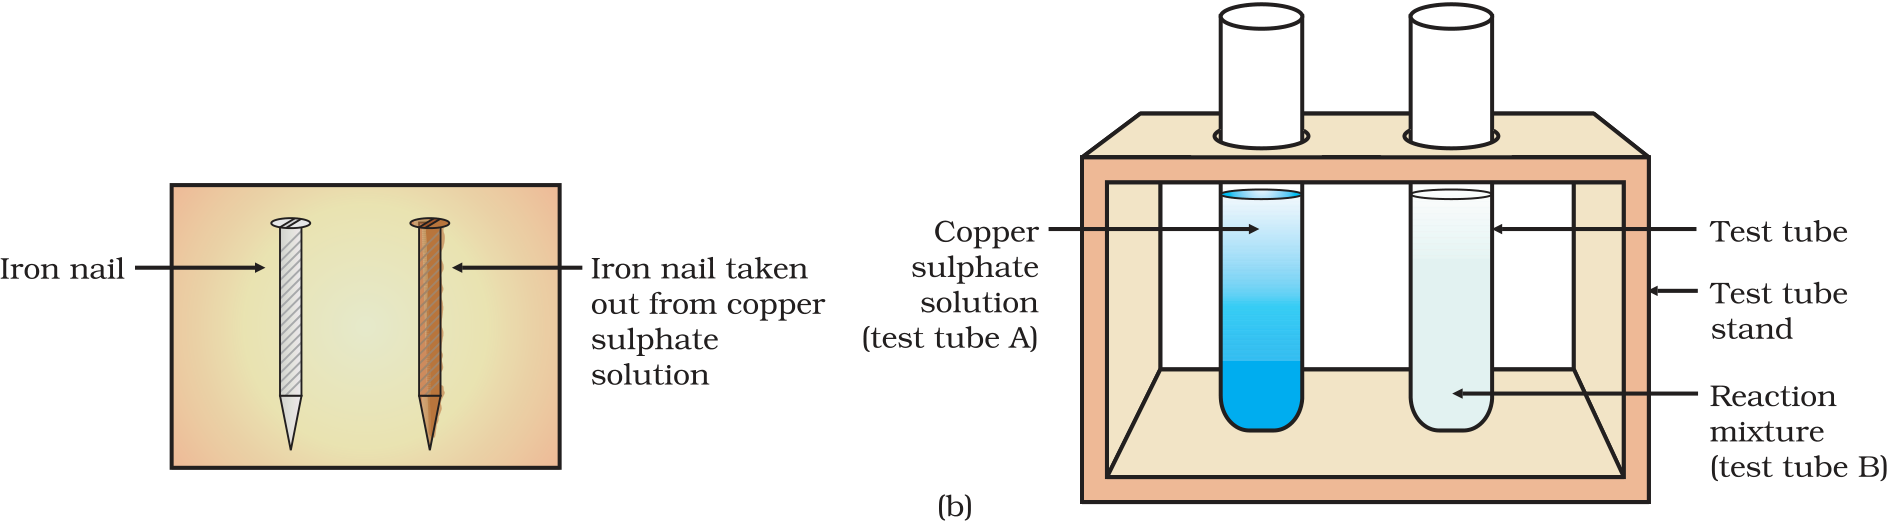 Iron nail
Iron nail taken
out from copper
sulphate
solution
Copper
sulphate
solution
(test tube A)
Test tube
Test tube
stand
Reaction
mixture
(test tube B)
(b)